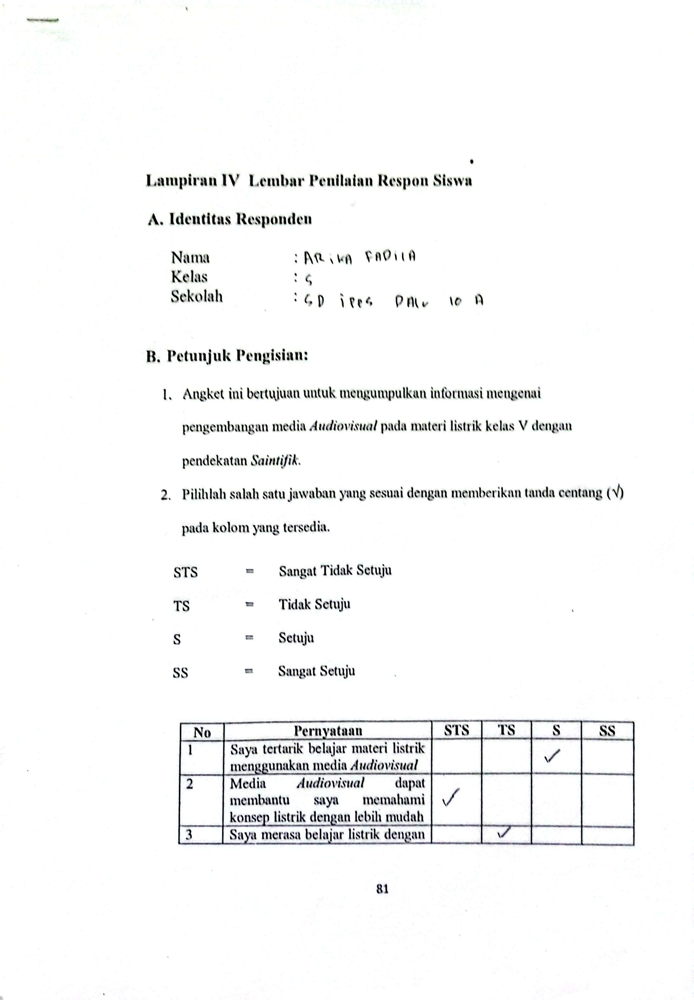 Lampiran IV Lembar Penilaian Respon Siswa
A. Identitas Responden
Nama : ARiKA FADilA
Kelas : 5
Sekolah : SD 10 A
B. Petunjuk Pengisian:
1. Angket ini bertujuan untuk mengumpulkan informasi mengenai
pengembangan media Audiovisual pada materi listrik kelas V dengan
pendekatan Saintifik.
2. Pilihlah salah satu jawaban yang sesuai dengan memberikan tanda centang (√)
pada kolom yang tersedia.
STS = Sangat Tidak Setuju
TS = Tidak Setuju
S = Setuju
SS = Sangat Setuju
No Pernyataan STS TS S SS
1 Saya tertarik belajar materi listrik
menggunakan media Audiovisual ✓
2 Media Audiovisual dapat
membantu saya memahami ✓
konsep listrik dengan lebih mudah
3 Saya merasa belajar listrik dengan ✓
81